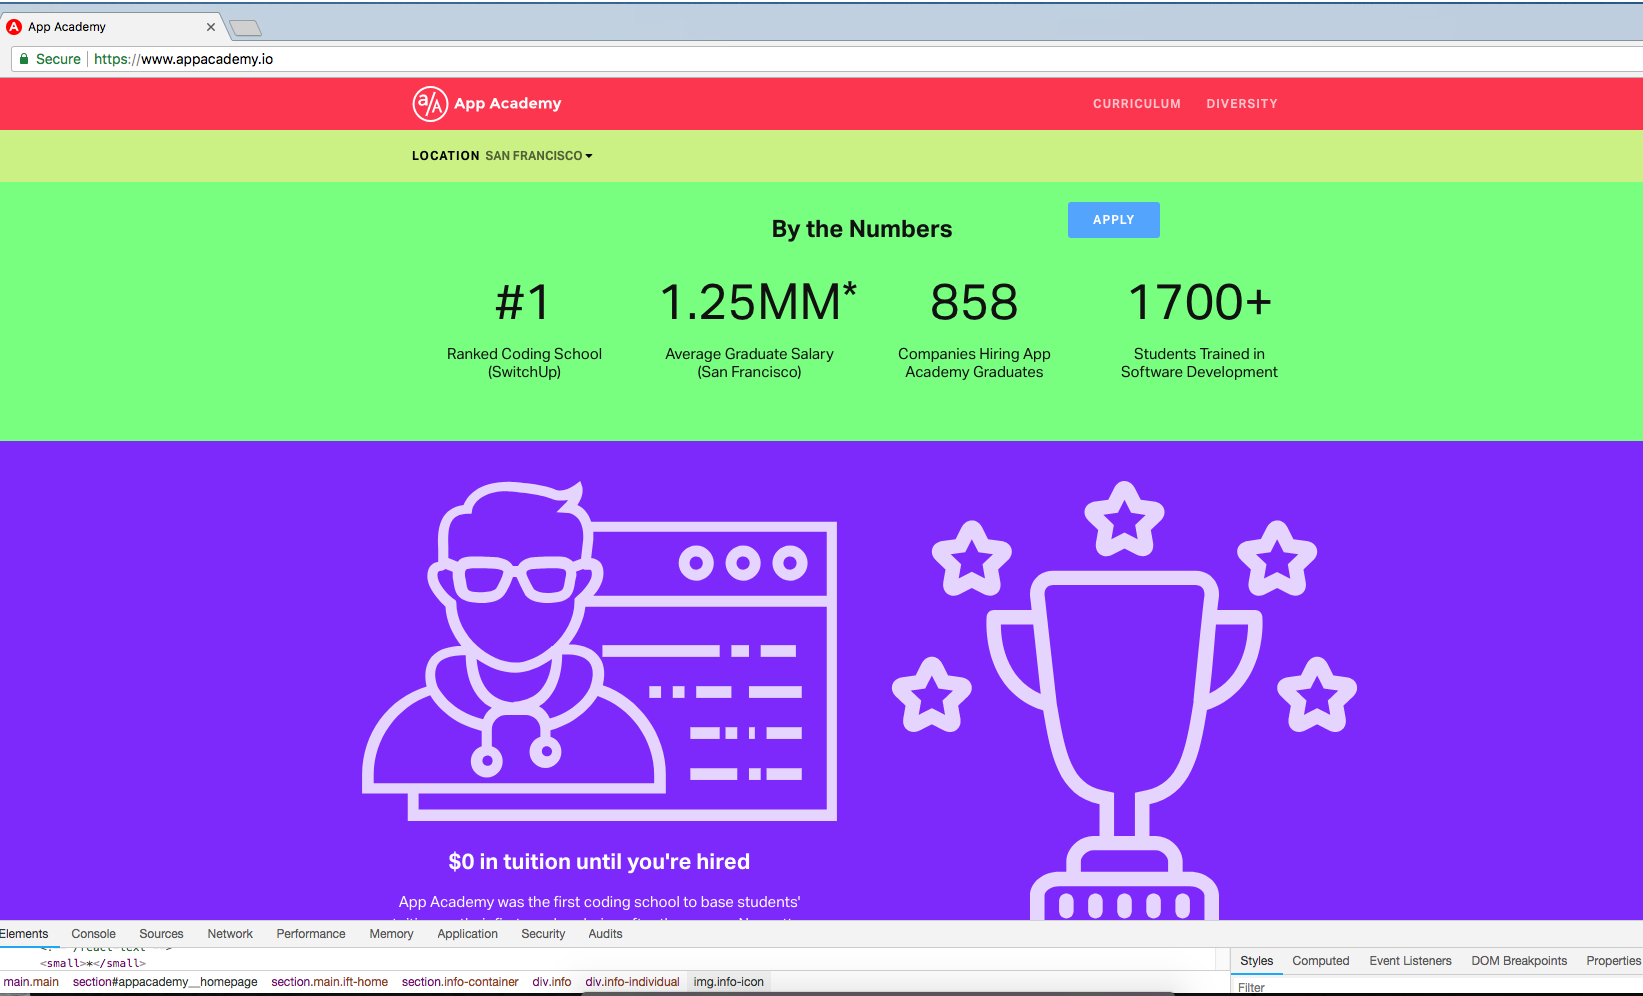 App Academy
Secure https://www.appacademy.io
a/A App Academy
CURRICULUM DIVERSITY
LOCATION SAN FRANCISCO
By the Numbers
APPLY
#1
1.25MM*
858
1700+
Ranked Coding School
(SwitchUp)
Average Graduate Salary
(San Francisco)
Companies Hiring App
Academy Graduates
Students Trained in
Software Development
$0 in tuition until you're hired
App Academy was the first coding school to base students'
Elements Console Sources Network Performance Memory Application Security Audits
<small>*</small>
main.main section#appacademy__homepage section.main.ift-home section.info-container div.info div.info-individual img.info-icon
Styles Computed Event Listeners DOM Breakpoints Properties
Filter